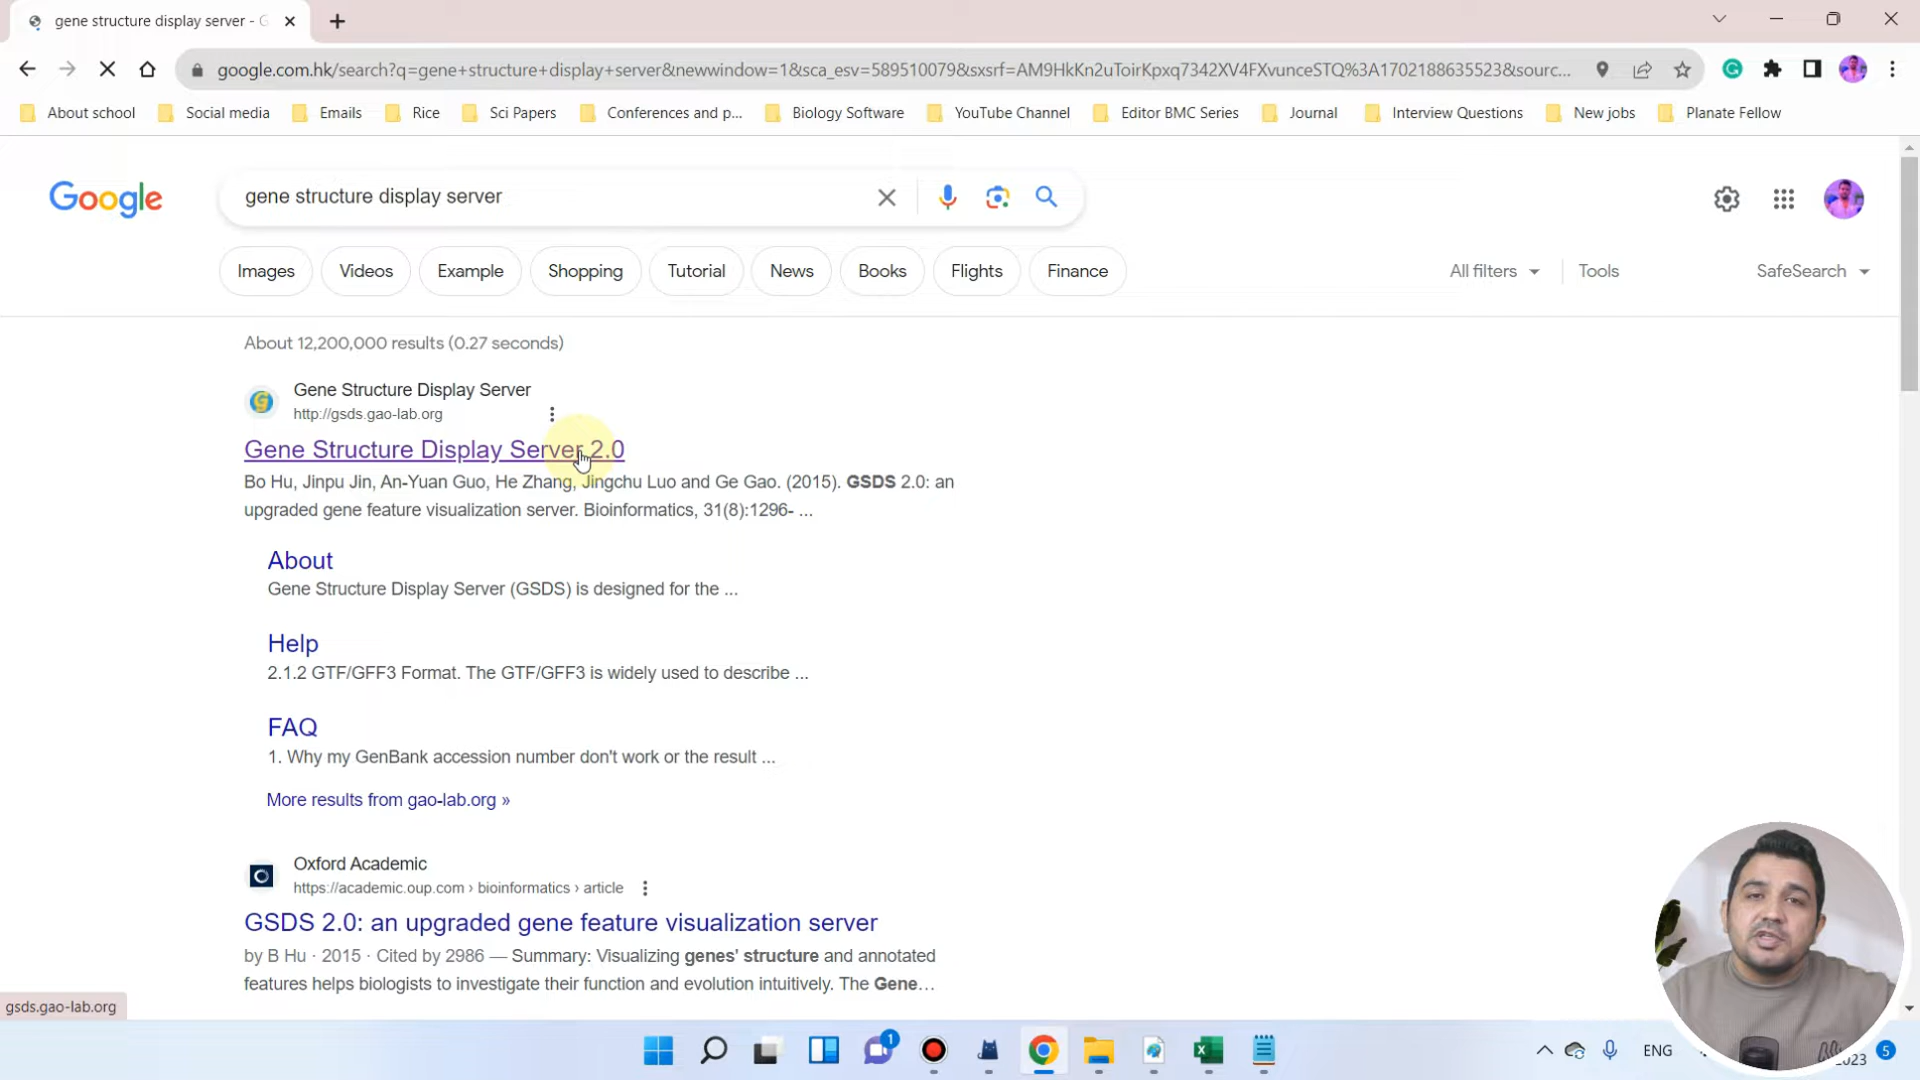 gene structure display server - G
google.com.hk/search?q=gene+structure+display+server&newwindow=1&sca_esv=589510079&sxsrf=AM9HkKn2uToirKpxq7342XV4FXvunceSTQ%3A1702188635523&sourc...
About school
Social media
Emails
Rice
Sci Papers
Conferences and p...
Biology Software
YouTube Channel
Editor BMC Series
Journal
Interview Questions
New jobs
Planate Fellow
Google
gene structure display server
Images
Videos
Example
Shopping
Tutorial
News
Books
Flights
Finance
All filters
Tools
SafeSearch
About 12,200,000 results (0.27 seconds)
Gene Structure Display Server
http://gsds.gao-lab.org
Gene Structure Display Server 2.0
Bo Hu, Jinpu Jin, An-Yuan Guo, He Zhang, Jingchu Luo and Ge Gao. (2015). GSDS 2.0: an
upgraded gene feature visualization server. Bioinformatics, 31(8):1296- ...
About
Gene Structure Display Server (GSDS) is designed for the ...
Help
2.1.2 GTF/GFF3 Format. The GTF/GFF3 is widely used to describe ...
FAQ
1. Why my GenBank accession number don't work or the result ...
More results from gao-lab.org »
Oxford Academic
https://academic.oup.com › bioinformatics › article
GSDS 2.0: an upgraded gene feature visualization server
by B Hu · 2015 · Cited by 2986 — Summary: Visualizing genes' structure and annotated
features helps biologists to investigate their function and evolution intuitively. The Gene...
gsds.gao-lab.org
1
ENG
2023
5